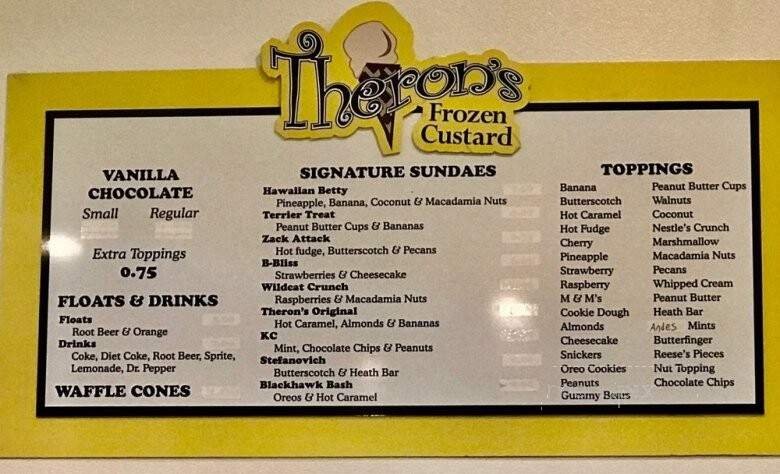 Theron's
Frozen
Custard
VANILLA
CHOCOLATE
Small Regular
Extra Toppings
0.75
FLOATS & DRINKS
Floats
Root Beer & Orange
Drinks
Coke, Diet Coke, Root Beer, Sprite,
Lemonade, Dr. Pepper
WAFFLE CONES
SIGNATURE SUNDAES
Hawaiian Betty
Pineapple, Banana, Coconut & Macadamia Nuts
Terrier Treat
Peanut Butter Cups & Bananas
Zack Attack
Hot fudge, Butterscotch & Pecans
B-Bliss
Strawberries & Cheesecake
Wildcat Crunch
Raspberries & Macadamia Nuts
Theron's Original
Hot Caramel, Almonds & Bananas
KC
Mint, Chocolate Chips & Peanuts
Stefanovich
Butterscotch & Heath Bar
Blackhawk Bash
Oreos & Hot Caramel
TOPPINGS
Banana
Butterscotch
Hot Caramel
Hot Fudge
Cherry
Pineapple
Strawberry
Raspberry
M & M's
Cookie Dough
Almonds
Cheesecake
Snickers
Oreo Cookies
Peanuts
Gummy Bears
Peanut Butter Cups
Walnuts
Coconut
Nestle's Crunch
Marshmallow
Macadamia Nuts
Pecans
Whipped Cream
Peanut Butter
Heath Bar
Andes Mints
Butterfinger
Reese's Pieces
Nut Topping
Chocolate Chips